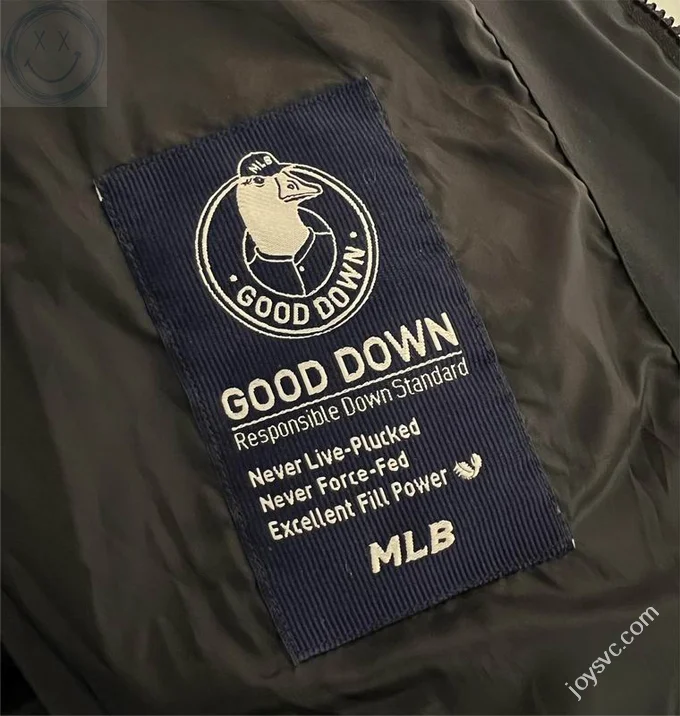 MLB
• GOOD DOWN •
GOOD DOWN
Responsible Down Standard
Never Live-Plucked
Never Force-Fed
Excellent Fill Power
MLB
joysvc.com